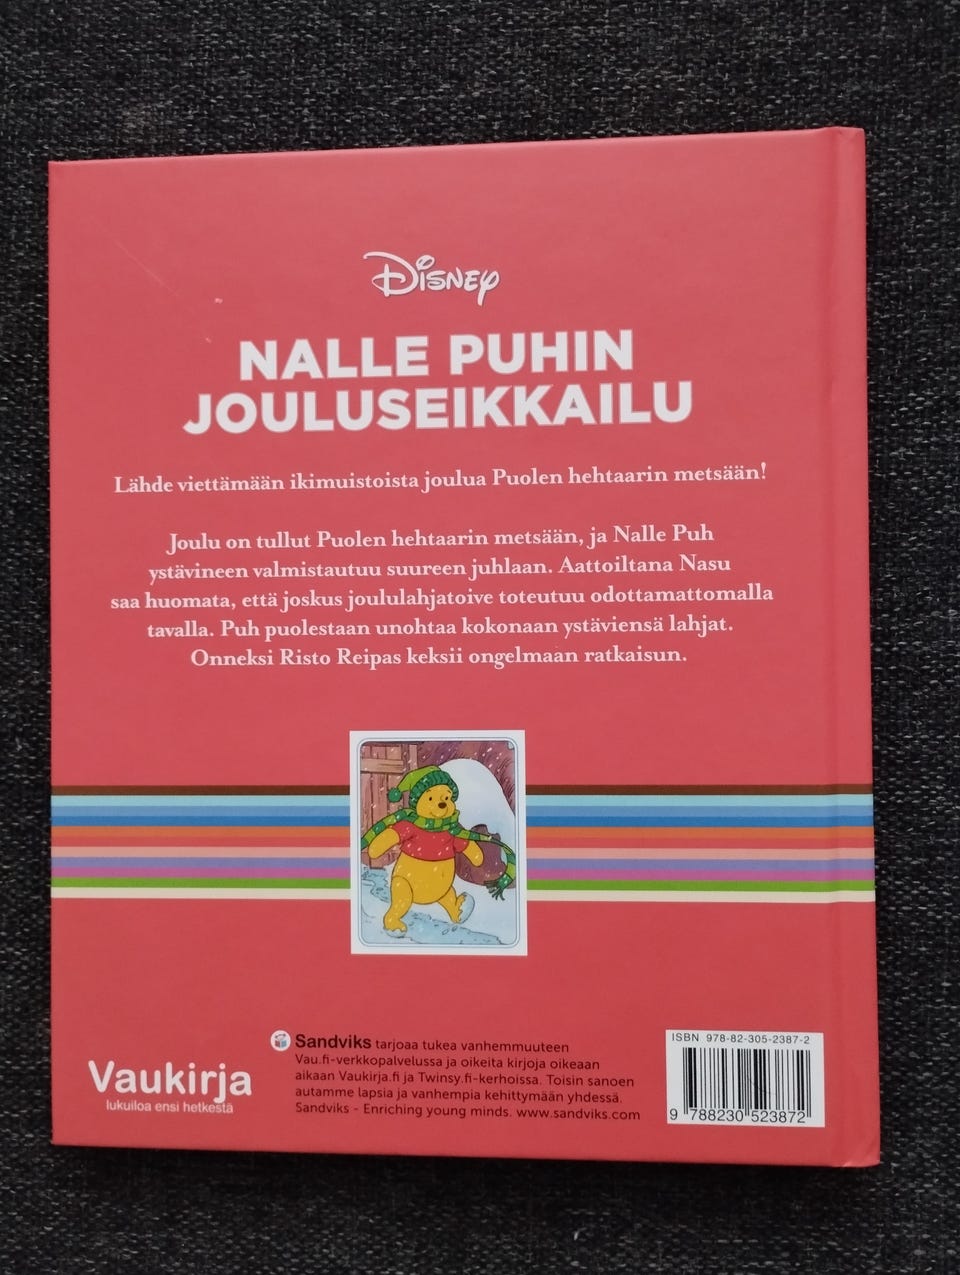 Disney
NALLE PUHIN
JOULUSEIKKAILU
Lähde viettämään ikimuistoista joulua Puolen hehtaarin metsään!
Joulu on tullut Puolen hehtaarin metsään, ja Nalle Puh
ystävineen valmistautuu suureen juhlaan. Aattoiltana Nasu
saa huomata, että joskus joululahjatoive toteutuu odottamattomalla
tavalla. Puh puolestaan unohtaa kokonaan ystäviensä lahjat.
Onneksi Risto Reipas keksii ongelmaan ratkaisun.
Vaukirja
lukuiloa ensi hetkestä
Sandviks tarjoaa tukea vanhemmuuteen
Vau.fi-verkkopalvelussa ja oikeita kirjoja oikeaan
aikaan Vaukirja.fi ja Twinsy.fi-kerhoissa. Toisin sanoen
autamme lapsia ja vanhempia kehittymään yhdessä.
Sandviks - Enriching young minds. www.sandviks.com
ISBN 978-82-305-2387-2
9 788230 523872